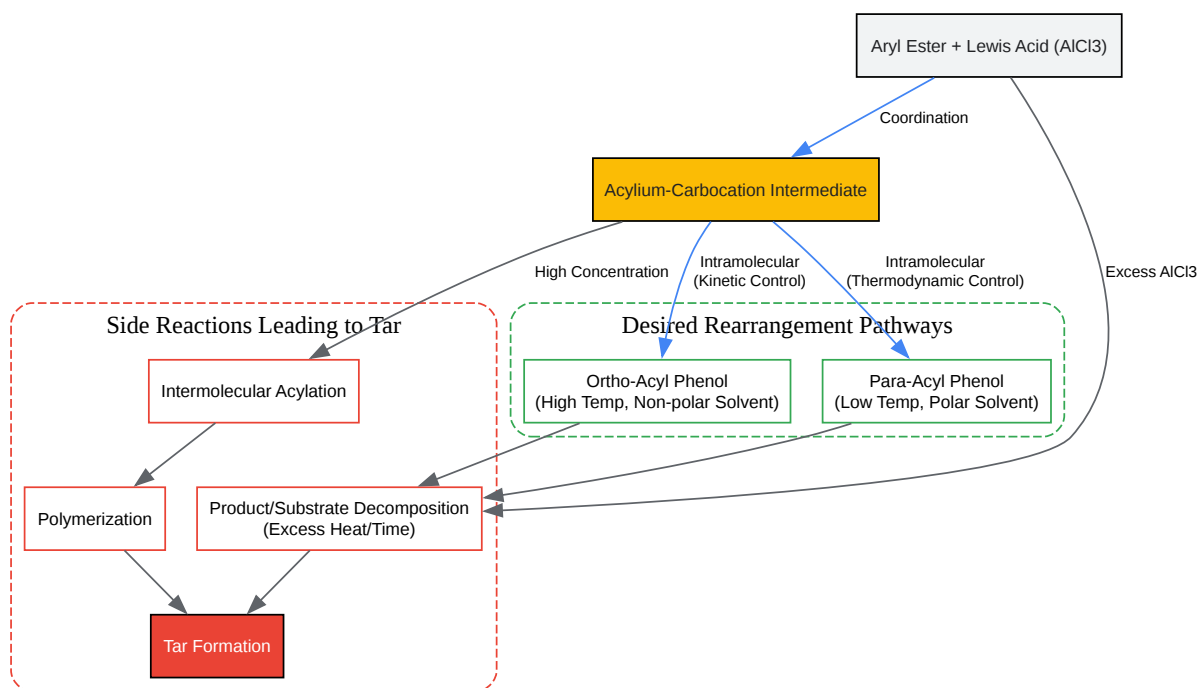 Aryl Ester + Lewis Acid (AlCl3)
Coordination
Acylium-Carbocation Intermediate
High Concentration
Intramolecular
(Kinetic Control)
Intramolecular
(Thermodynamic Control)
Excess AlCl3
Side Reactions Leading to Tar
Desired Rearrangement Pathways
Intermolecular Acylation
Ortho-Acyl Phenol
(High Temp, Non-polar Solvent)
Para-Acyl Phenol
(Low Temp, Polar Solvent)
Polymerization
Product/Substrate Decomposition
(Excess Heat/Time)
Tar Formation